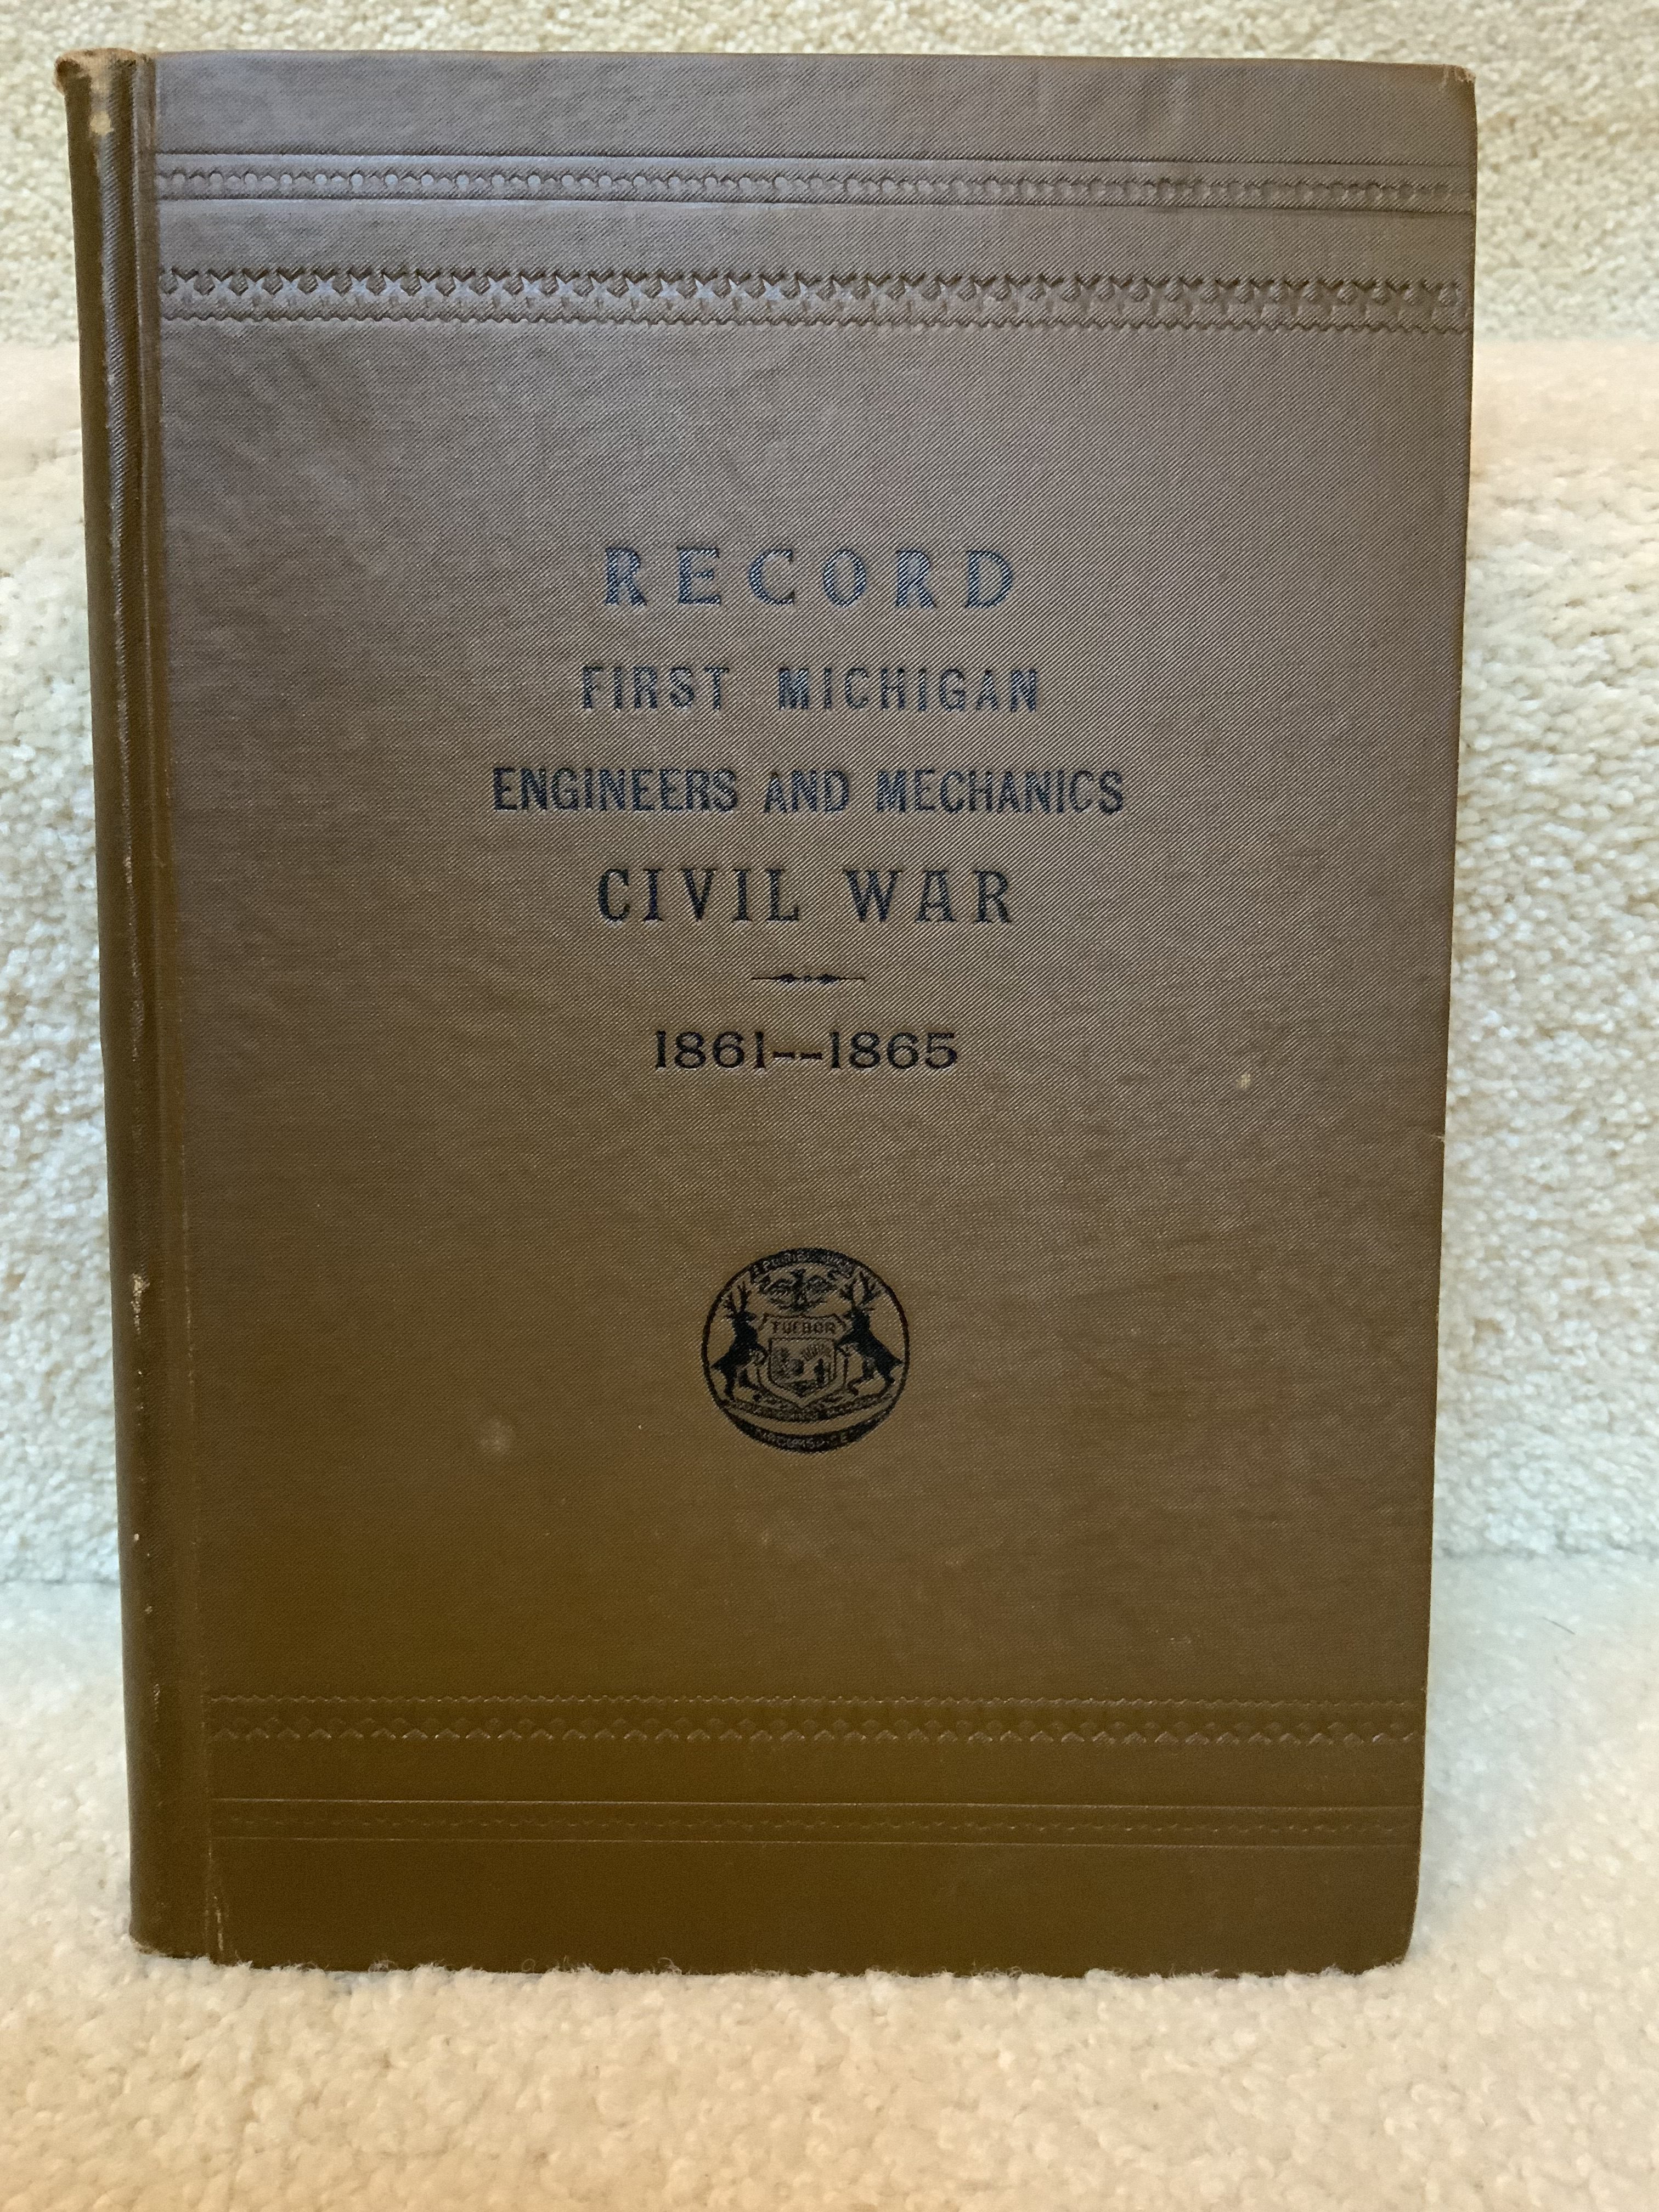 RECORD
FIRST MICHIGAN
ENGINEERS AND MECHANICS
CIVIL WAR
1861--1865
TUEBOR